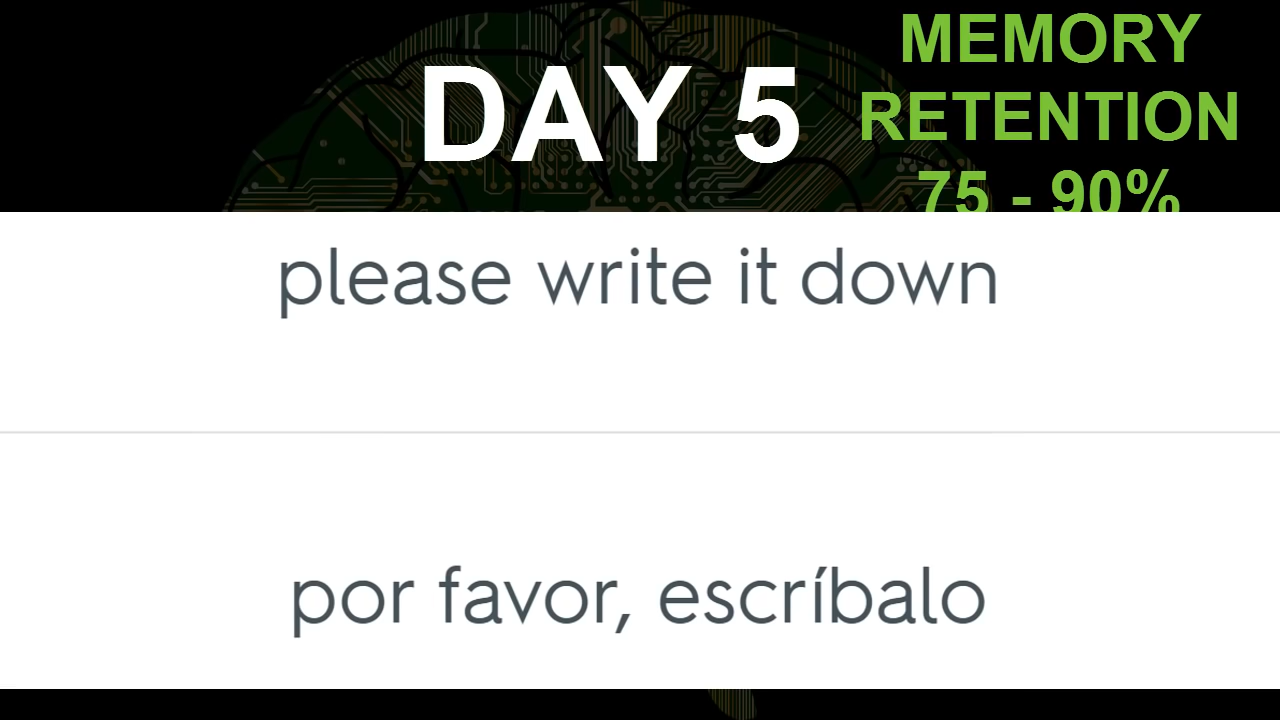 DAY 5
MEMORY
RETENTION
75 - 90%
please write it down
por favor, escríbalo